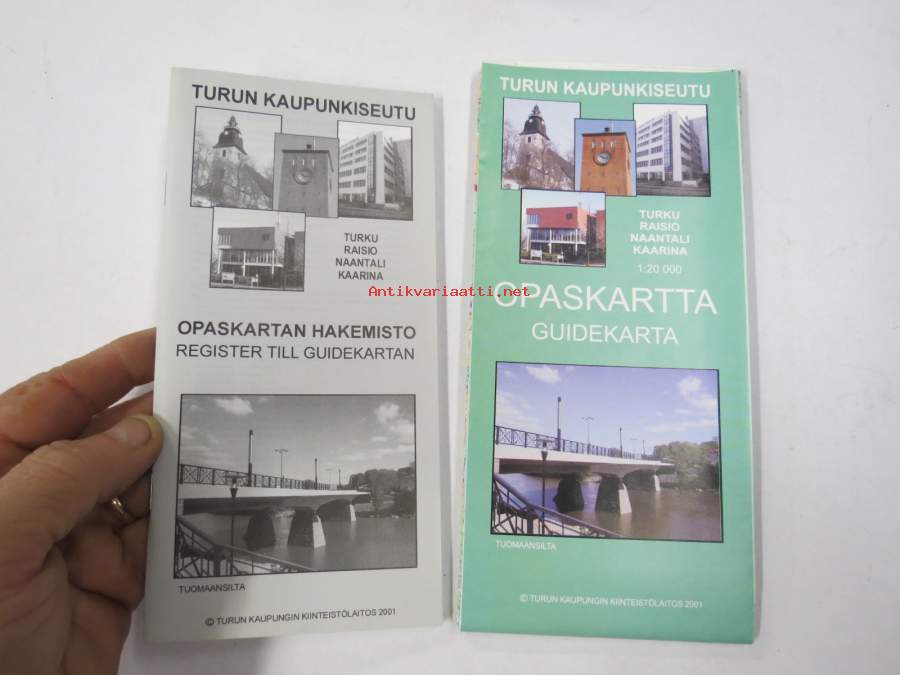 TURUN KAUPUNKISEUTU
TURKU
RAISIO
NAANTALI
KAARINA
OPASKARTAN HAKEMISTO
REGISTER TILL GUIDEKARTAN
TUOMAANSILTA
© TURUN KAUPUNGIN KIINTEISTÖLAITOS 2001
TURUN KAUPUNKISEUTU
TURKU
RAISIO
NAANTALI
KAARINA
1:20 000
OPASKARTTA
GUIDEKARTA
TUOMAANSILTA
© TURUN KAUPUNGIN KIINTEISTÖLAITOS 2001
Antikvariaatti.net